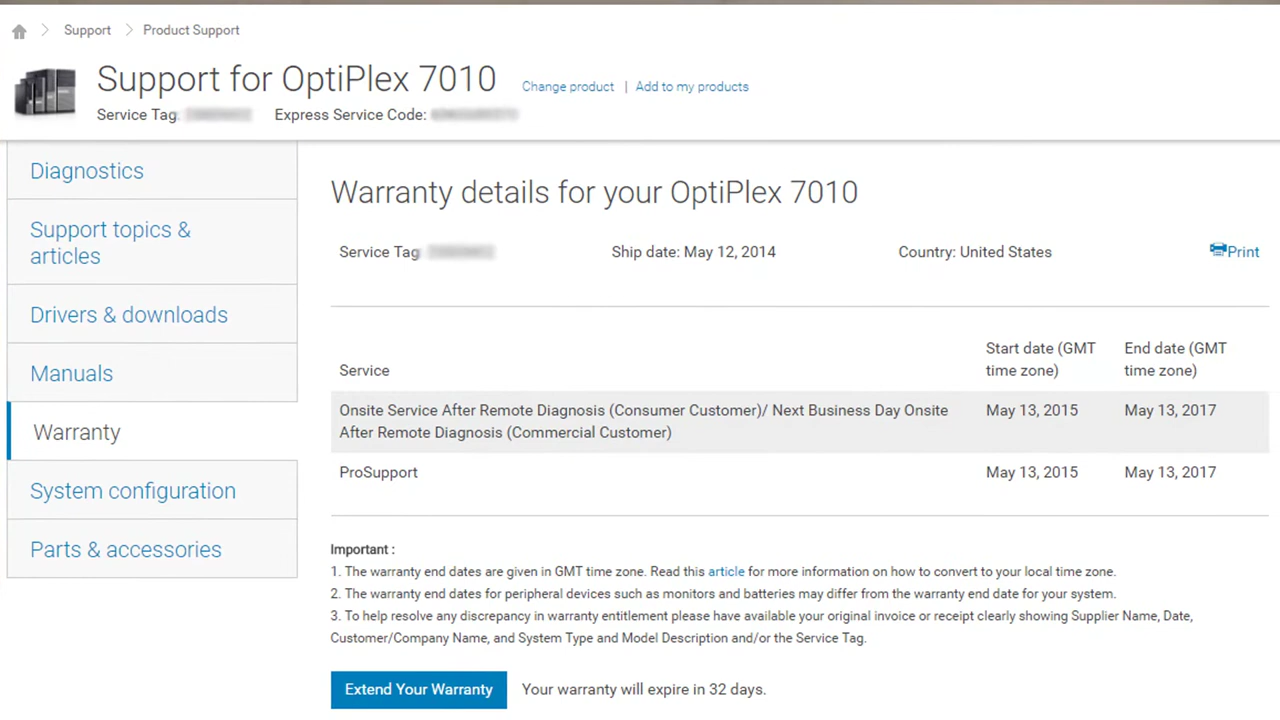 Support
Product Support
Support for OptiPlex 7010
Change product | Add to my products
Service Tag:
Express Service Code:
Diagnostics
Support topics &
articles
Drivers & downloads
Manuals
Warranty
System configuration
Parts & accessories
Warranty details for your OptiPlex 7010
Service Tag
Ship date: May 12, 2014
Country: United States
Print
Service
Start date (GMT
time zone)
End date (GMT
time zone)
Onsite Service After Remote Diagnosis (Consumer Customer)/ Next Business Day Onsite
After Remote Diagnosis (Commercial Customer)
May 13, 2015
May 13, 2017
ProSupport
May 13, 2015
May 13, 2017
Important :
1. The warranty end dates are given in GMT time zone. Read this article for more information on how to convert to your local time zone.
2. The warranty end dates for peripheral devices such as monitors and batteries may differ from the warranty end date for your system.
3. To help resolve any discrepancy in warranty entitlement please have available your original invoice or receipt clearly showing Supplier Name, Date,
Customer/Company Name, and System Type and Model Description and/or the Service Tag.
Extend Your Warranty
Your warranty will expire in 32 days.